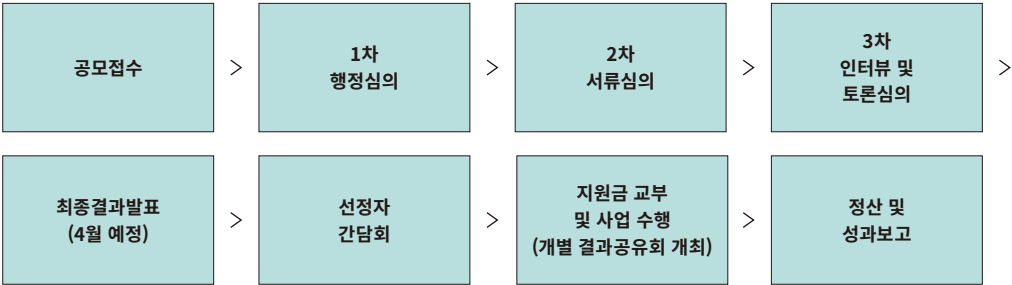 공모접수
>
1차
행정심의
>
2차
서류심의
>
3차
인터뷰 및
토론심의
>
최종결과발표
(4월 예정)
>
선정자
간담회
>
지원금 교부
및 사업 수행
(개별 결과공유회 개최)
>
정산 및
성과보고